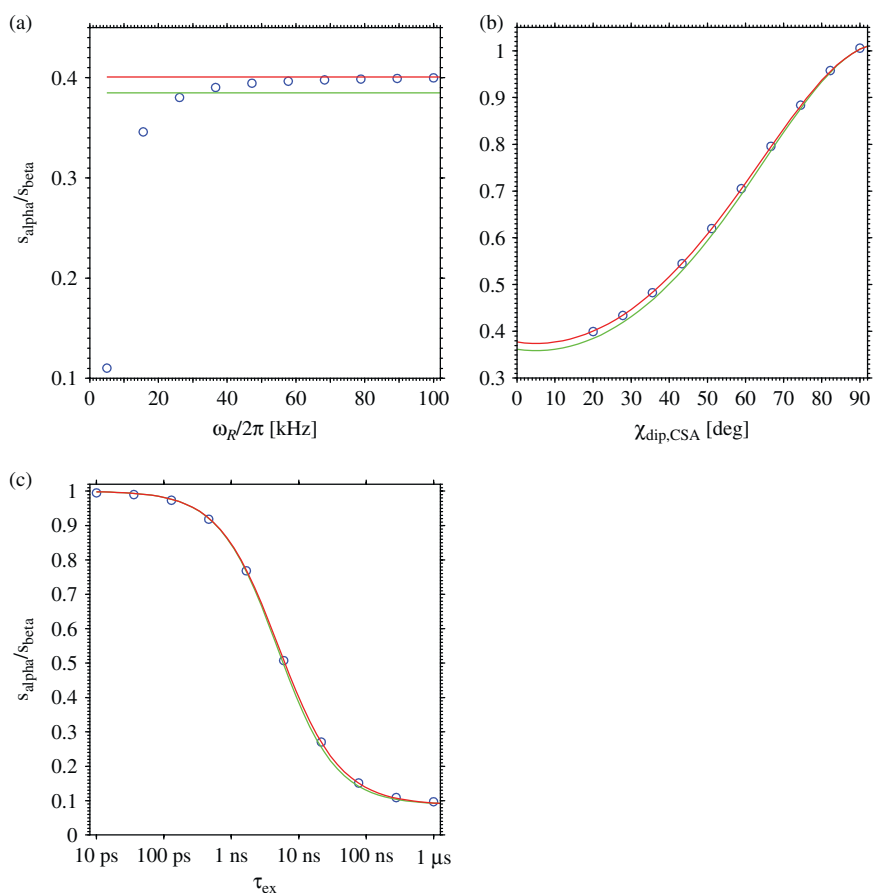 (a)
0.4
0.4
0.3
0.2
0.1
s_alpha/s_beta
0 20 40 60 80 100
ω_R/2π [kHz]
(b)
1
0.9
0.8
0.7
0.6
0.5
0.4
0.3
0 10 20 30 40 50 60 70 80 90
χ_dip,CSA [deg]
(c)
1
0.9
0.8
0.7
0.6
0.5
0.4
0.3
0.2
0.1
0
s_alpha/s_beta
10 ps 100 ps 1 ns 10 ns 100 ns 1 μs
τ_ex